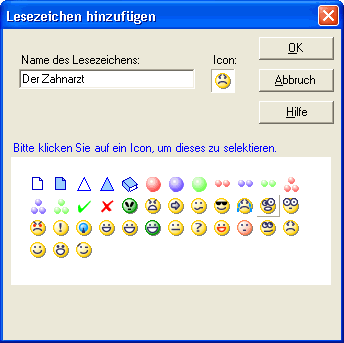 Lesezeichen hinzufügen
OK
Name des Lesezeichens: Icon:
Der Zahnarzt
Abbruch
Hilfe
Bitte klicken Sie auf ein Icon, um dieses zu selektieren.